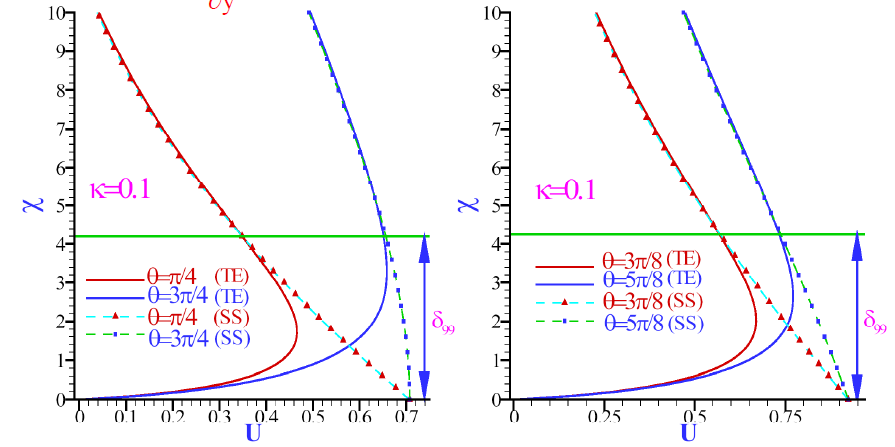 ∂y
10
9
8
7
6
5
4
3
2
1
0
χ
κ=0.1
θ=π/4 (TE)
θ=3π/4 (TE)
θ=π/4 (SS)
θ=3π/4 (SS)
δ99
0 0.1 0.2 0.3 0.4 0.5 0.6 0.7
U
10
9
8
7
6
5
4
3
2
1
0
χ
κ=0.1
θ=3π/8 (TE)
θ=5π/8 (TE)
θ=3π/8 (SS)
θ=5π/8 (SS)
δ99
0 0.25 0.5 0.75
U